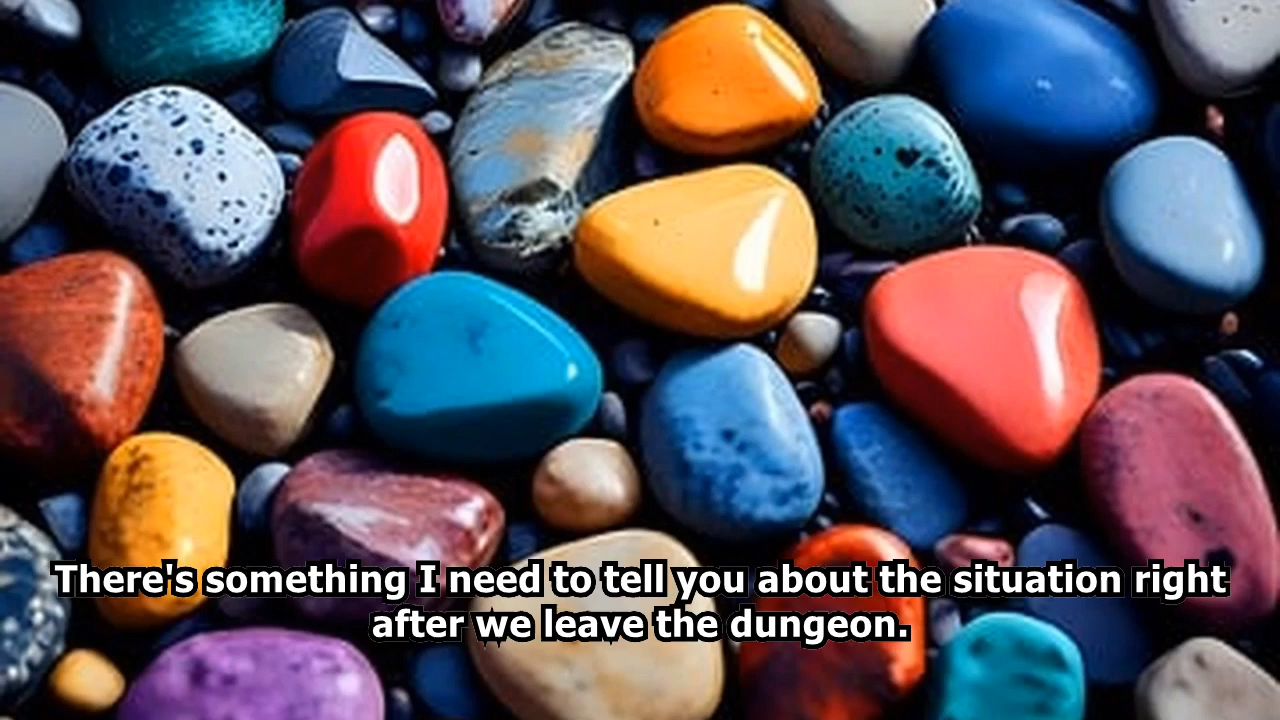 There's something I need to tell you about the situation right
after we leave the dungeon.